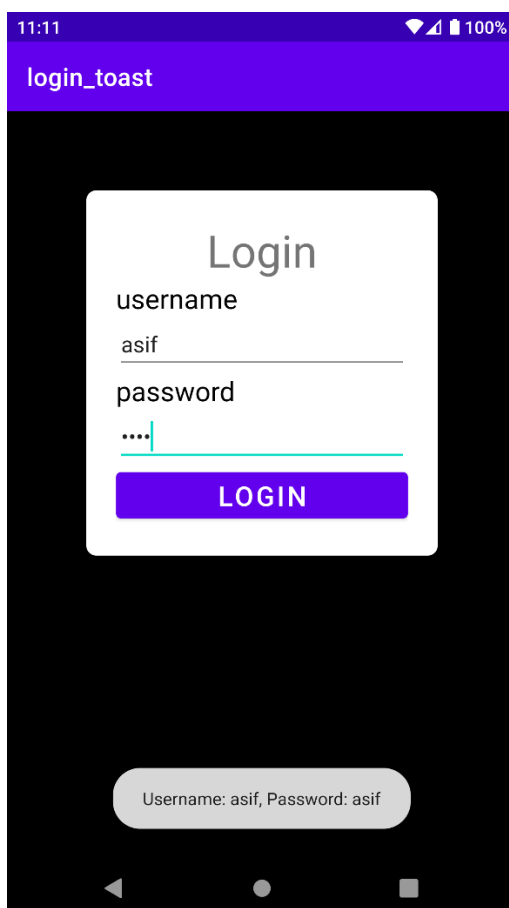 11:11 100%
login_toast
Login
username
asif
password
••••
LOGIN
Username: asif, Password: asif